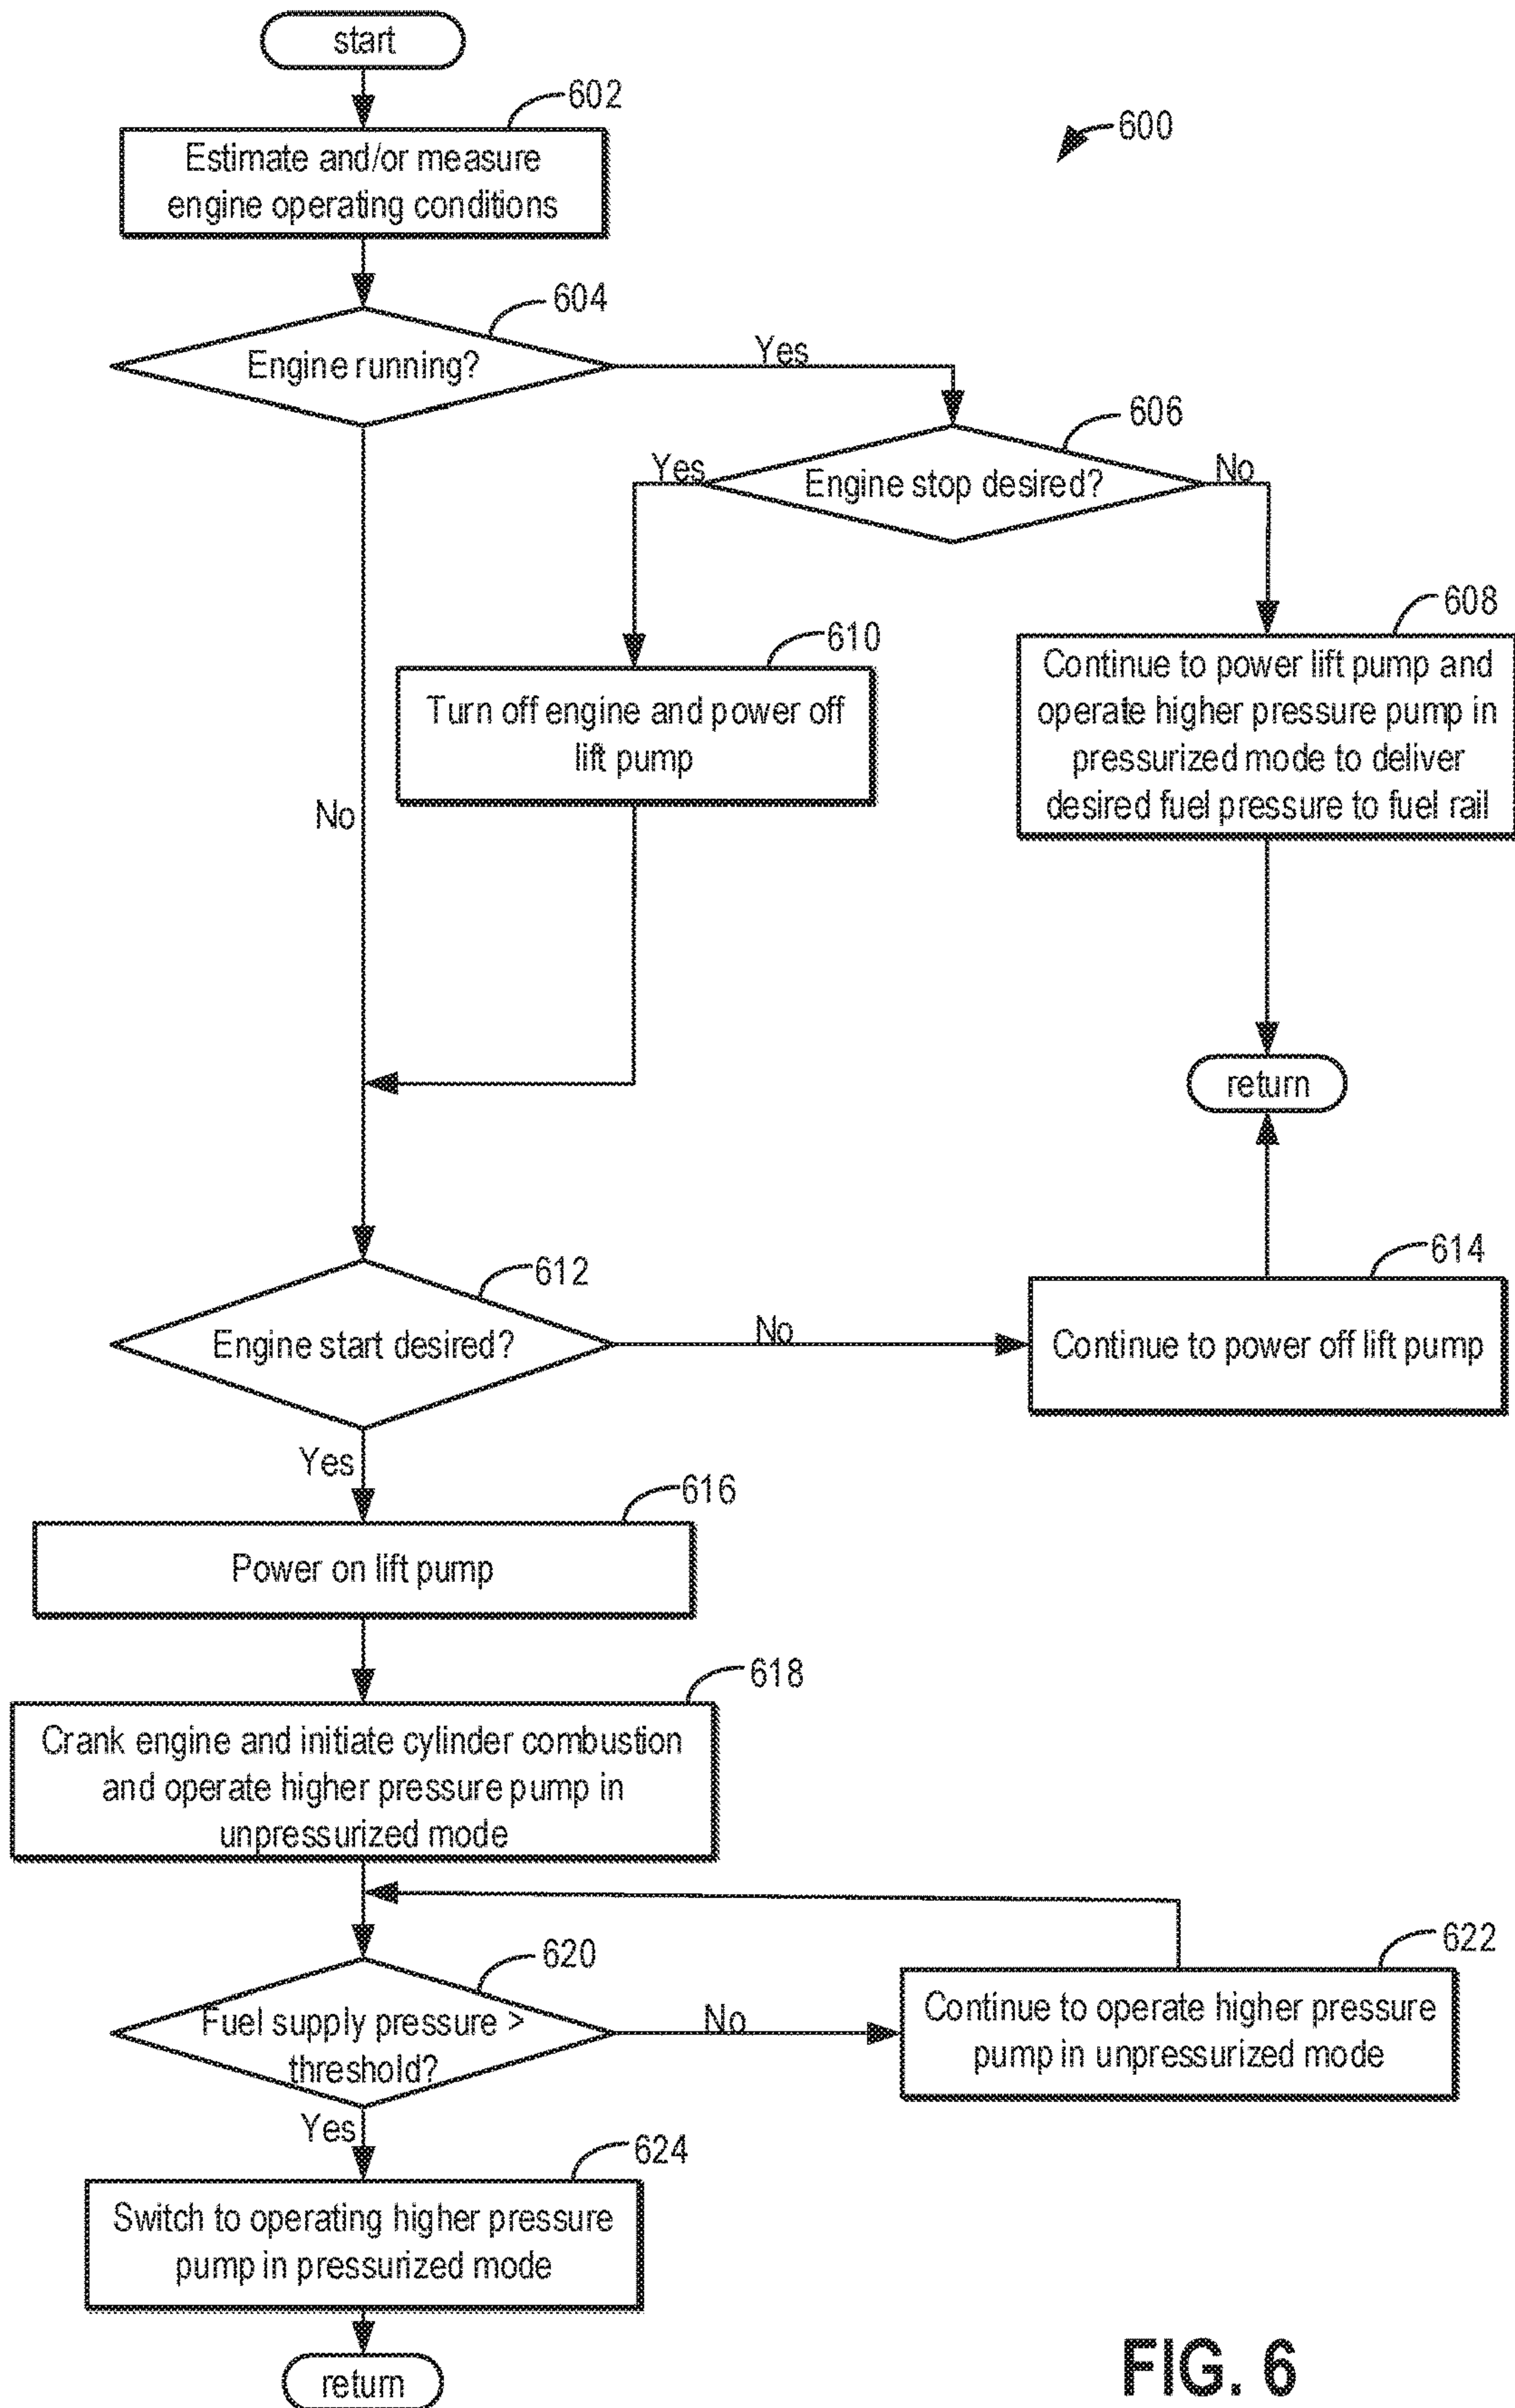 start
602
600
Estimate and/or measure
engine operating conditions
604
Engine running?
Yes
606
Yes
Engine stop desired?
No
608
610
Continue to power lift pump and
operate higher pressure pump in
pressurized mode to deliver
desired fuel pressure to fuel rail
Turn off engine and power off
lift pump
No
return
612
614
Engine start desired?
No
Continue to power off lift pump
Yes
616
Power on lift pump
618
Crank engine and initiate cylinder combustion
and operate higher pressure pump in
unpressurized mode
620
622
Fuel supply pressure >
threshold?
No
Continue to operate higher pressure
pump in unpressurized mode
Yes
624
Switch to operating higher pressure
pump in pressurized mode
return
FIG. 6